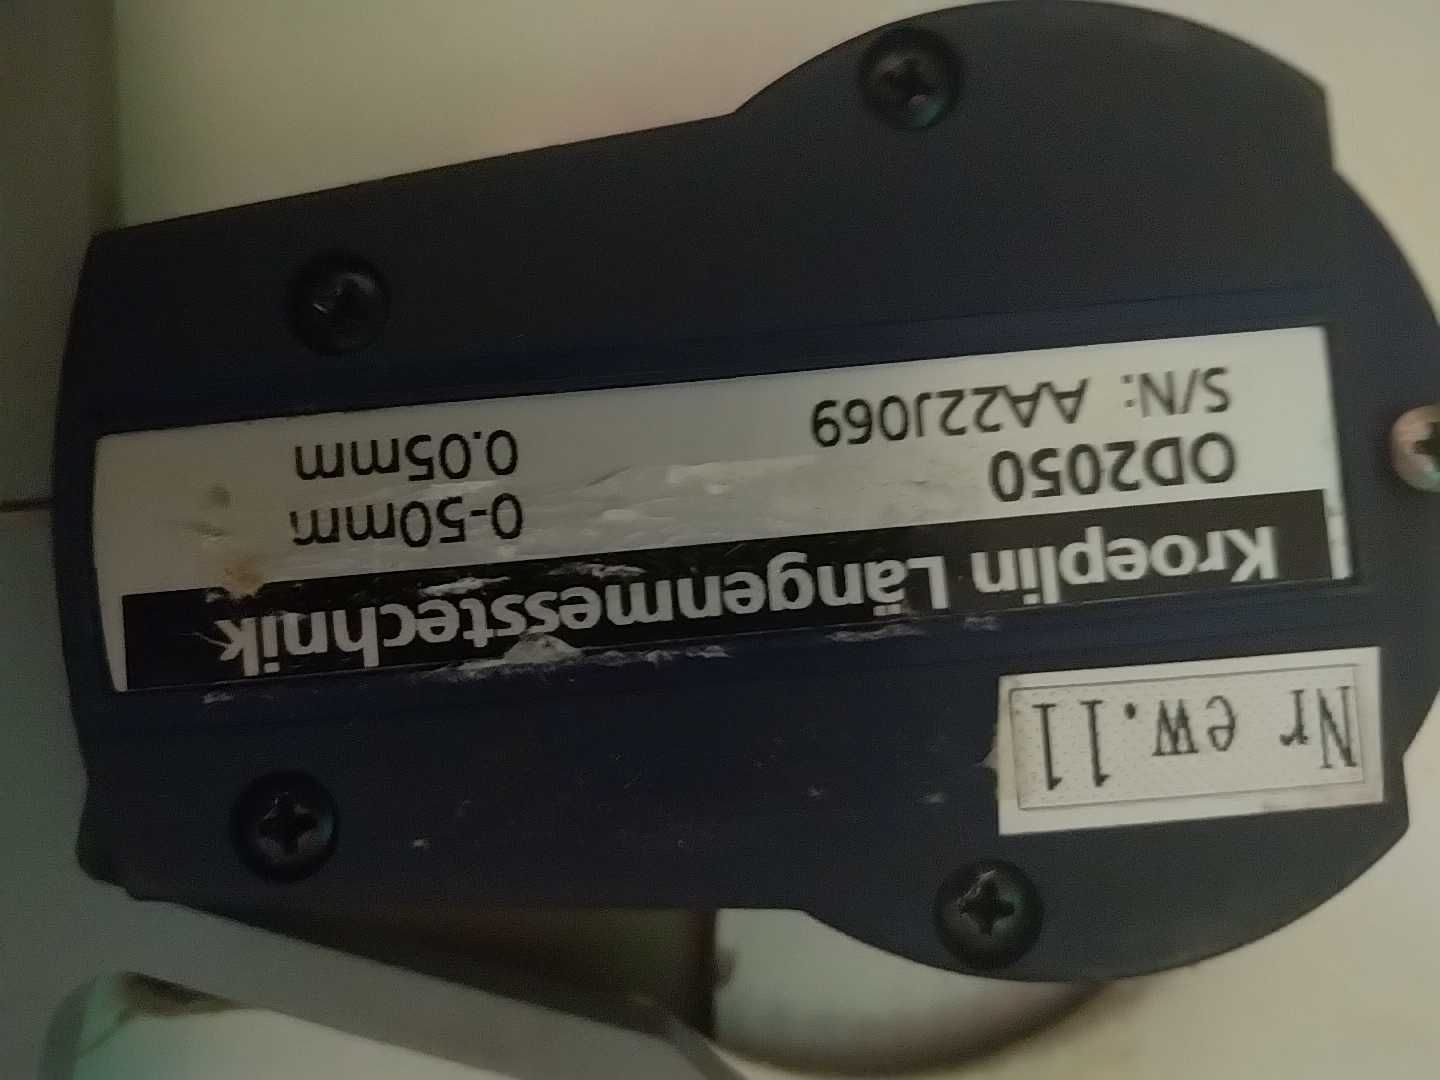 Nr ew.11
Kroeplin Längenmesstechnik
OD2050
0-50mm
S/N: AA22J069
0.05mm